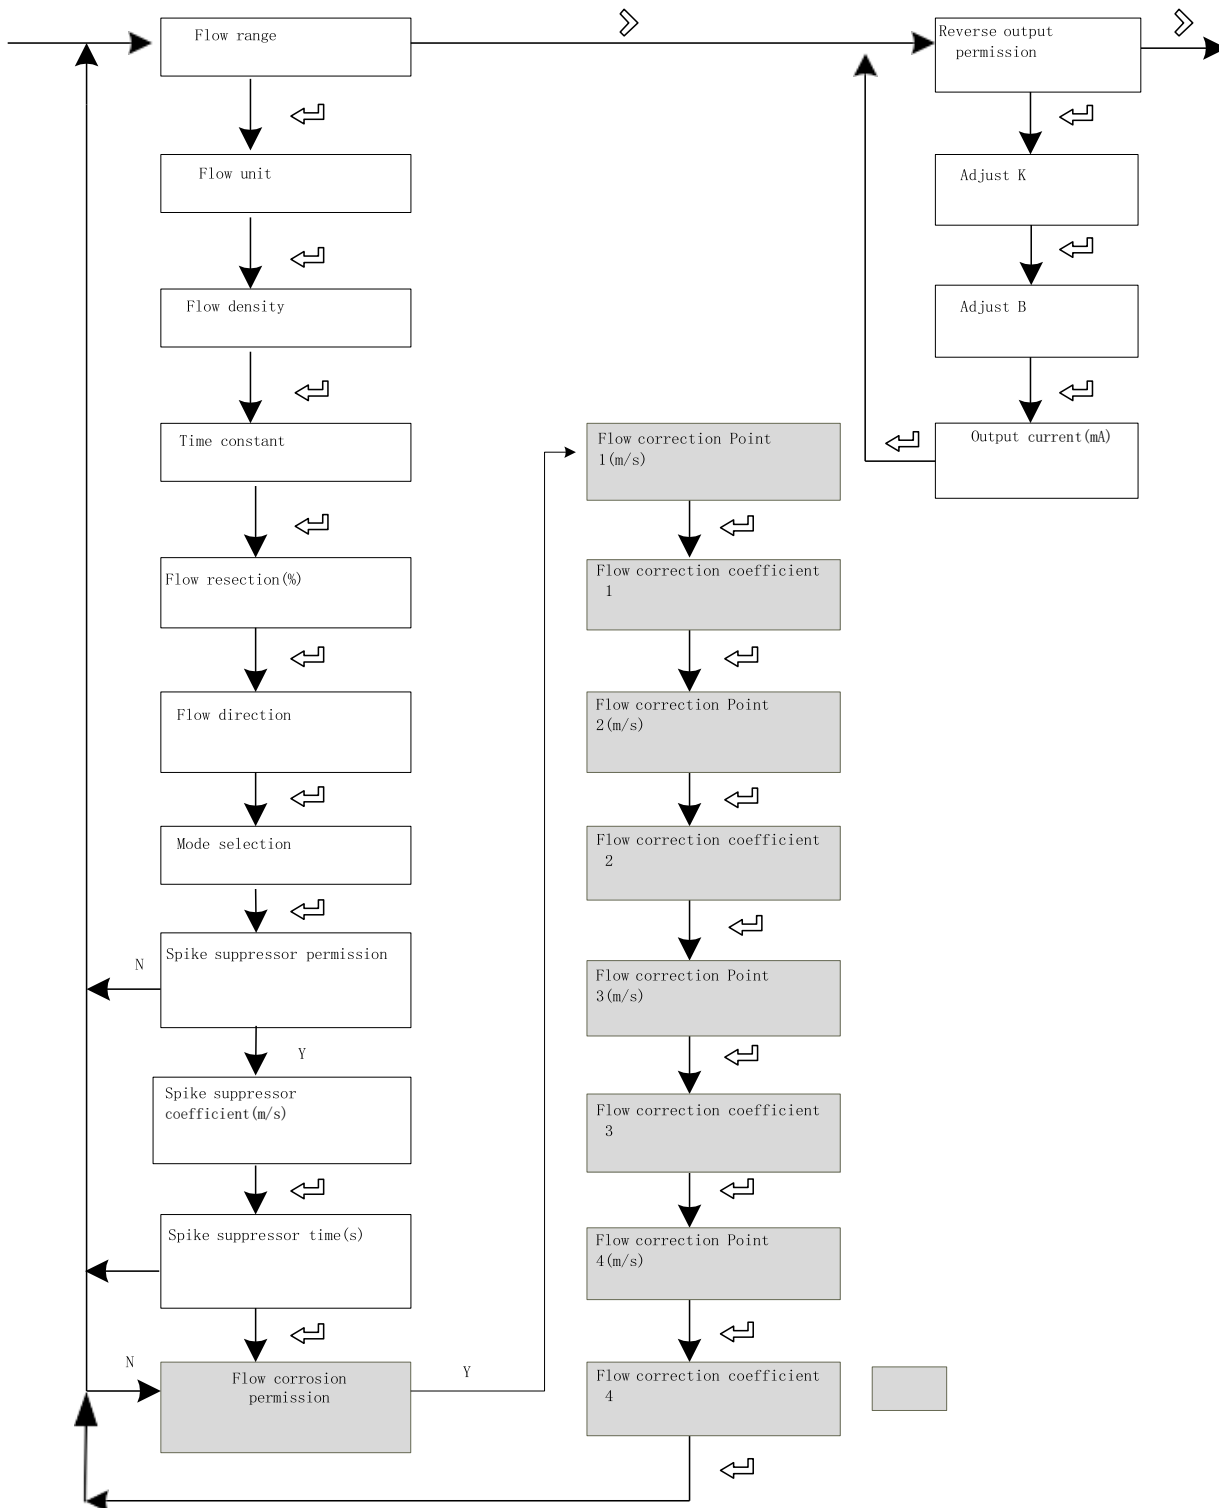 Flow range
Flow unit
Flow density
Time constant
Flow resection(%)
Flow direction
Mode selection
Spike suppressor permission
N
Y
Spike suppressor
coefficient(m/s)
Spike suppressor time(s)
N
Flow corrosion
permission
Y
Flow correction Point
1(m/s)
Flow correction coefficient
1
Flow correction Point
2(m/s)
Flow correction coefficient
2
Flow correction Point
3(m/s)
Flow correction coefficient
3
Flow correction Point
4(m/s)
Flow correction coefficient
4
Reverse output
permission
Adjust K
Adjust B
Output current(mA)